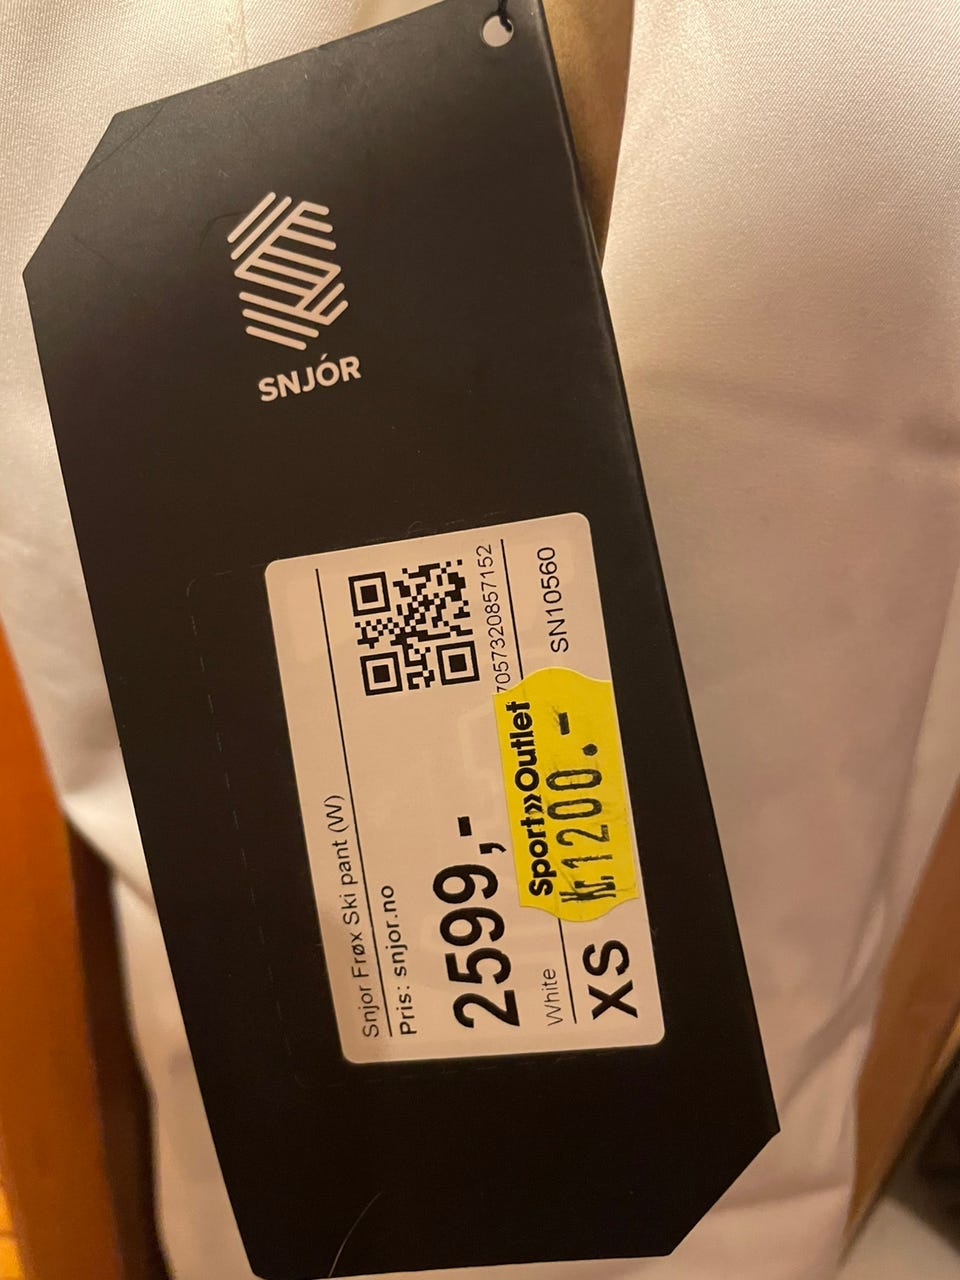 SNJÓR
Snjor Frøx Ski pant (W)
Pris: snjor.no
2599,-
7057320857152
White
XS
SN10560
Sport»Outlet
kr.1200.-